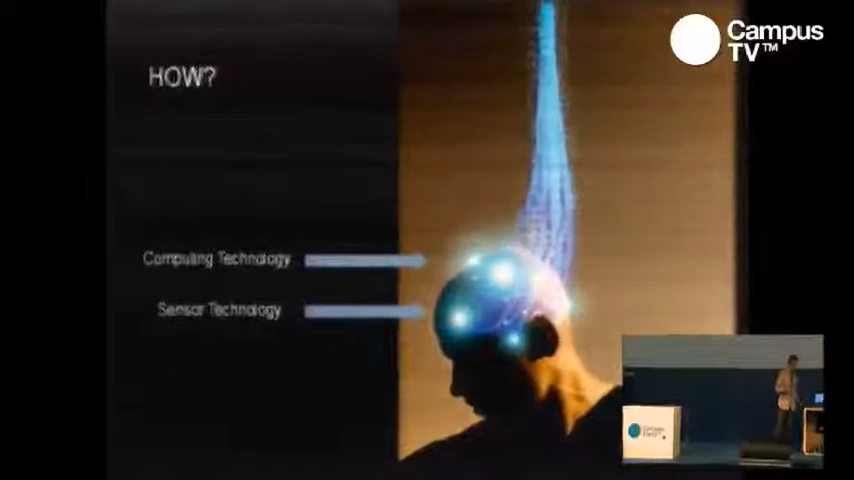 Campus
TV™
HOW?
Computing Technology
Sensor Technology